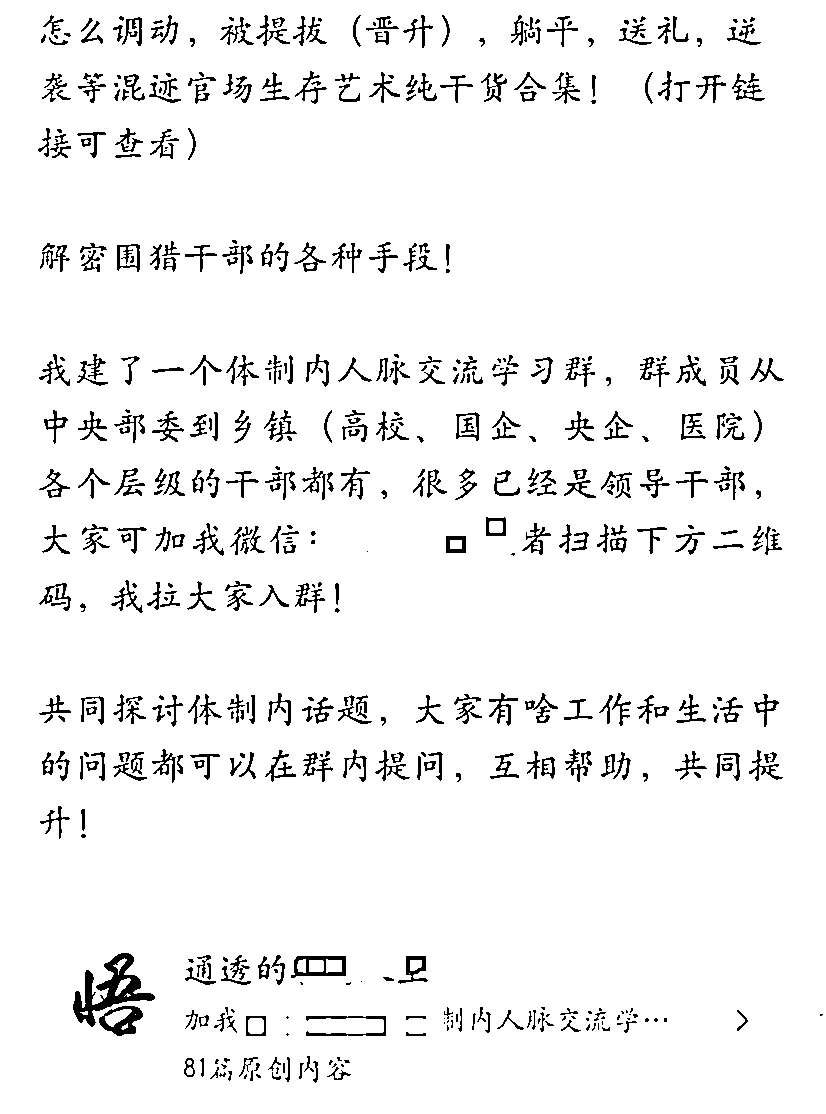 怎么调动，被提拔（晋升），躺平，送礼，逆
袭等混迹官场生存艺术纯干货合集！（打开链
接可查看）
解密围猎干部的各种手段！
我建了一个体制内人脉交流学习群，群成员从
中央部委到乡镇（高校、国企、央企、医院）
各个层级的干部都有，很多已经是领导干部，
大家可加我微信：者扫描下方二维
码，我拉大家入群！
共同探讨体制内话题，大家有啥工作和生活中
的问题都可以在群内提问，互相帮助，共同提
升！
悟
通透的
加我 制内人脉交流学…
81篇原创内容